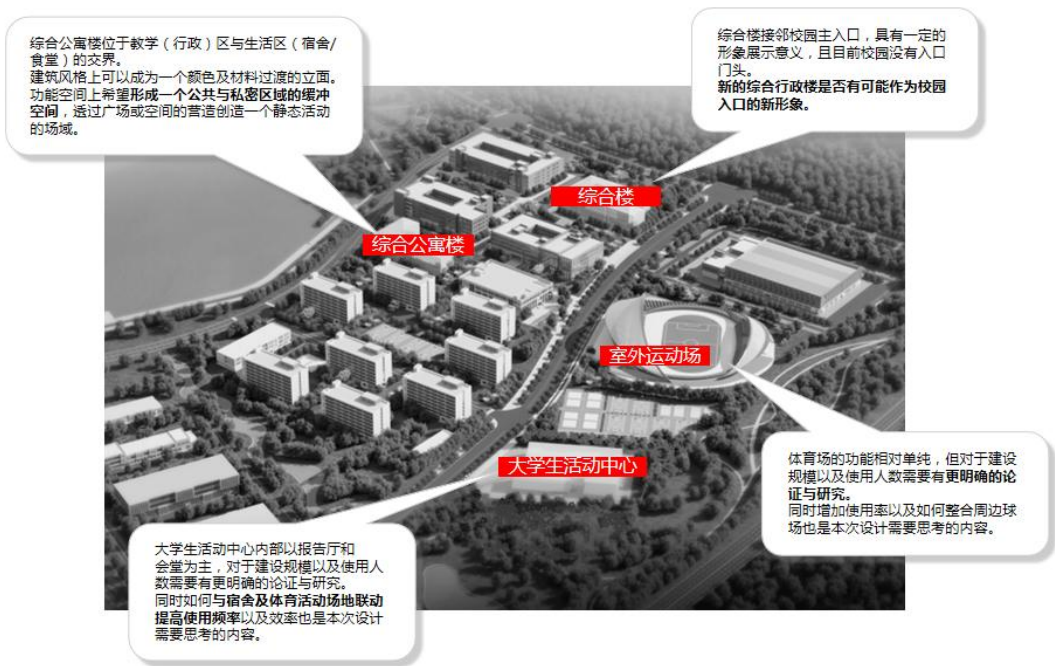 综合公寓楼位于教学（行政）区与生活区（宿舍/
食堂）的交界。
建筑风格上可以成为一个颜色及材料过渡的立面。
功能空间上希望形成一个公共与私密区域的缓冲
空间，透过广场或空间的营造创造一个静态活动
的场域。
综合楼接邻校园主入口，具有一定的
形象展示意义，且目前校园没有入口
门头。
新的综合行政楼是否有可能作为校园
入口的新形象。
综合楼
综合公寓楼
室外运动场
大学生活动中心
体育场的功能相对单纯，但对于建设
规模以及使用人数需要有更明确的论
证与研究。
同时增加使用率以及如何整合周边球
场也是本次设计需要思考的内容。
大学生活动中心内部以报告厅和
会堂为主，对于建设规模以及使用人
数需要有更明确的论证与研究。
同时如何与宿舍及体育活动场地联动
提高使用频率以及效率也是本次设计
需要思考的内容。